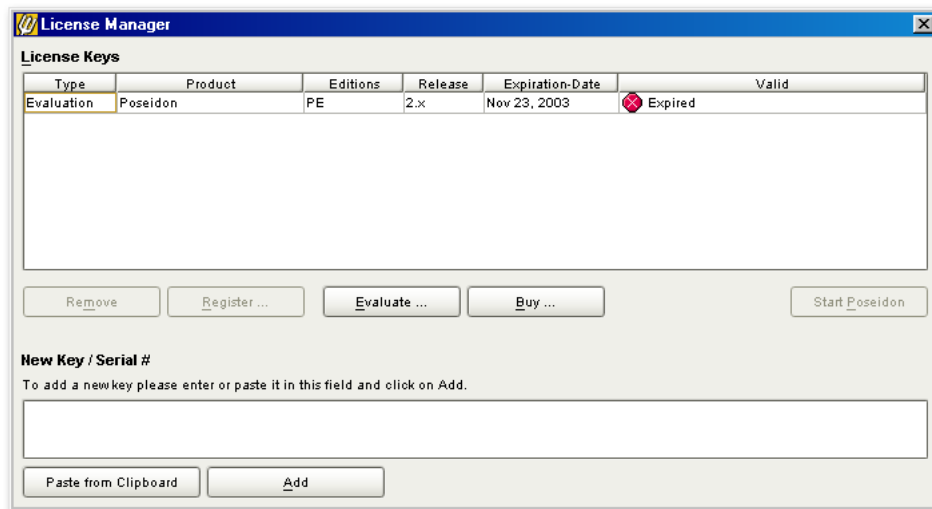 License Manager
License Keys
Type Product Editions Release Expiration-Date Valid
Evaluation Poseidon PE 2.x Nov 23, 2003 Expired
Remove Register ... Evaluate ... Buy ... Start Poseidon
New Key / Serial #
To add a new key please enter or paste it in this field and click on Add.
Paste from Clipboard Add